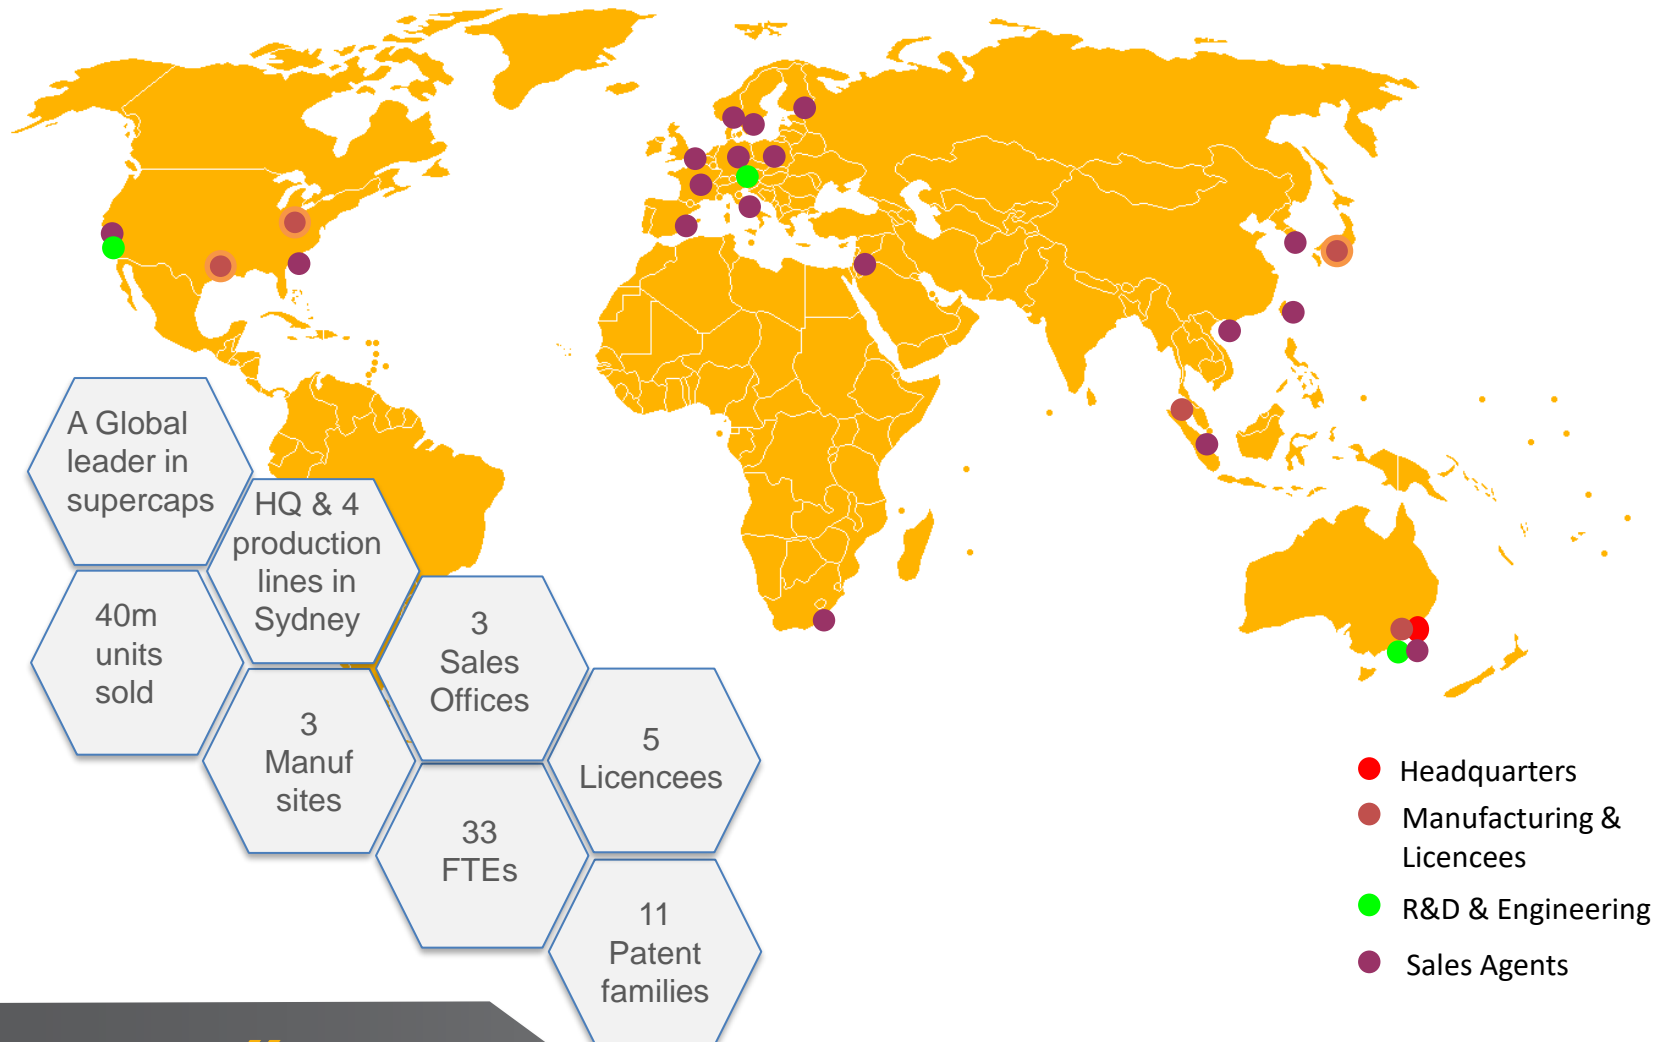 A Global
leader in
supercaps
HQ & 4
production
lines in
Sydney
40m
units
sold
3
Sales
Offices
3
Manuf
sites
5
Licencees
33
FTEs
11
Patent
families
Headquarters
Manufacturing &
Licencees
R&D & Engineering
Sales Agents